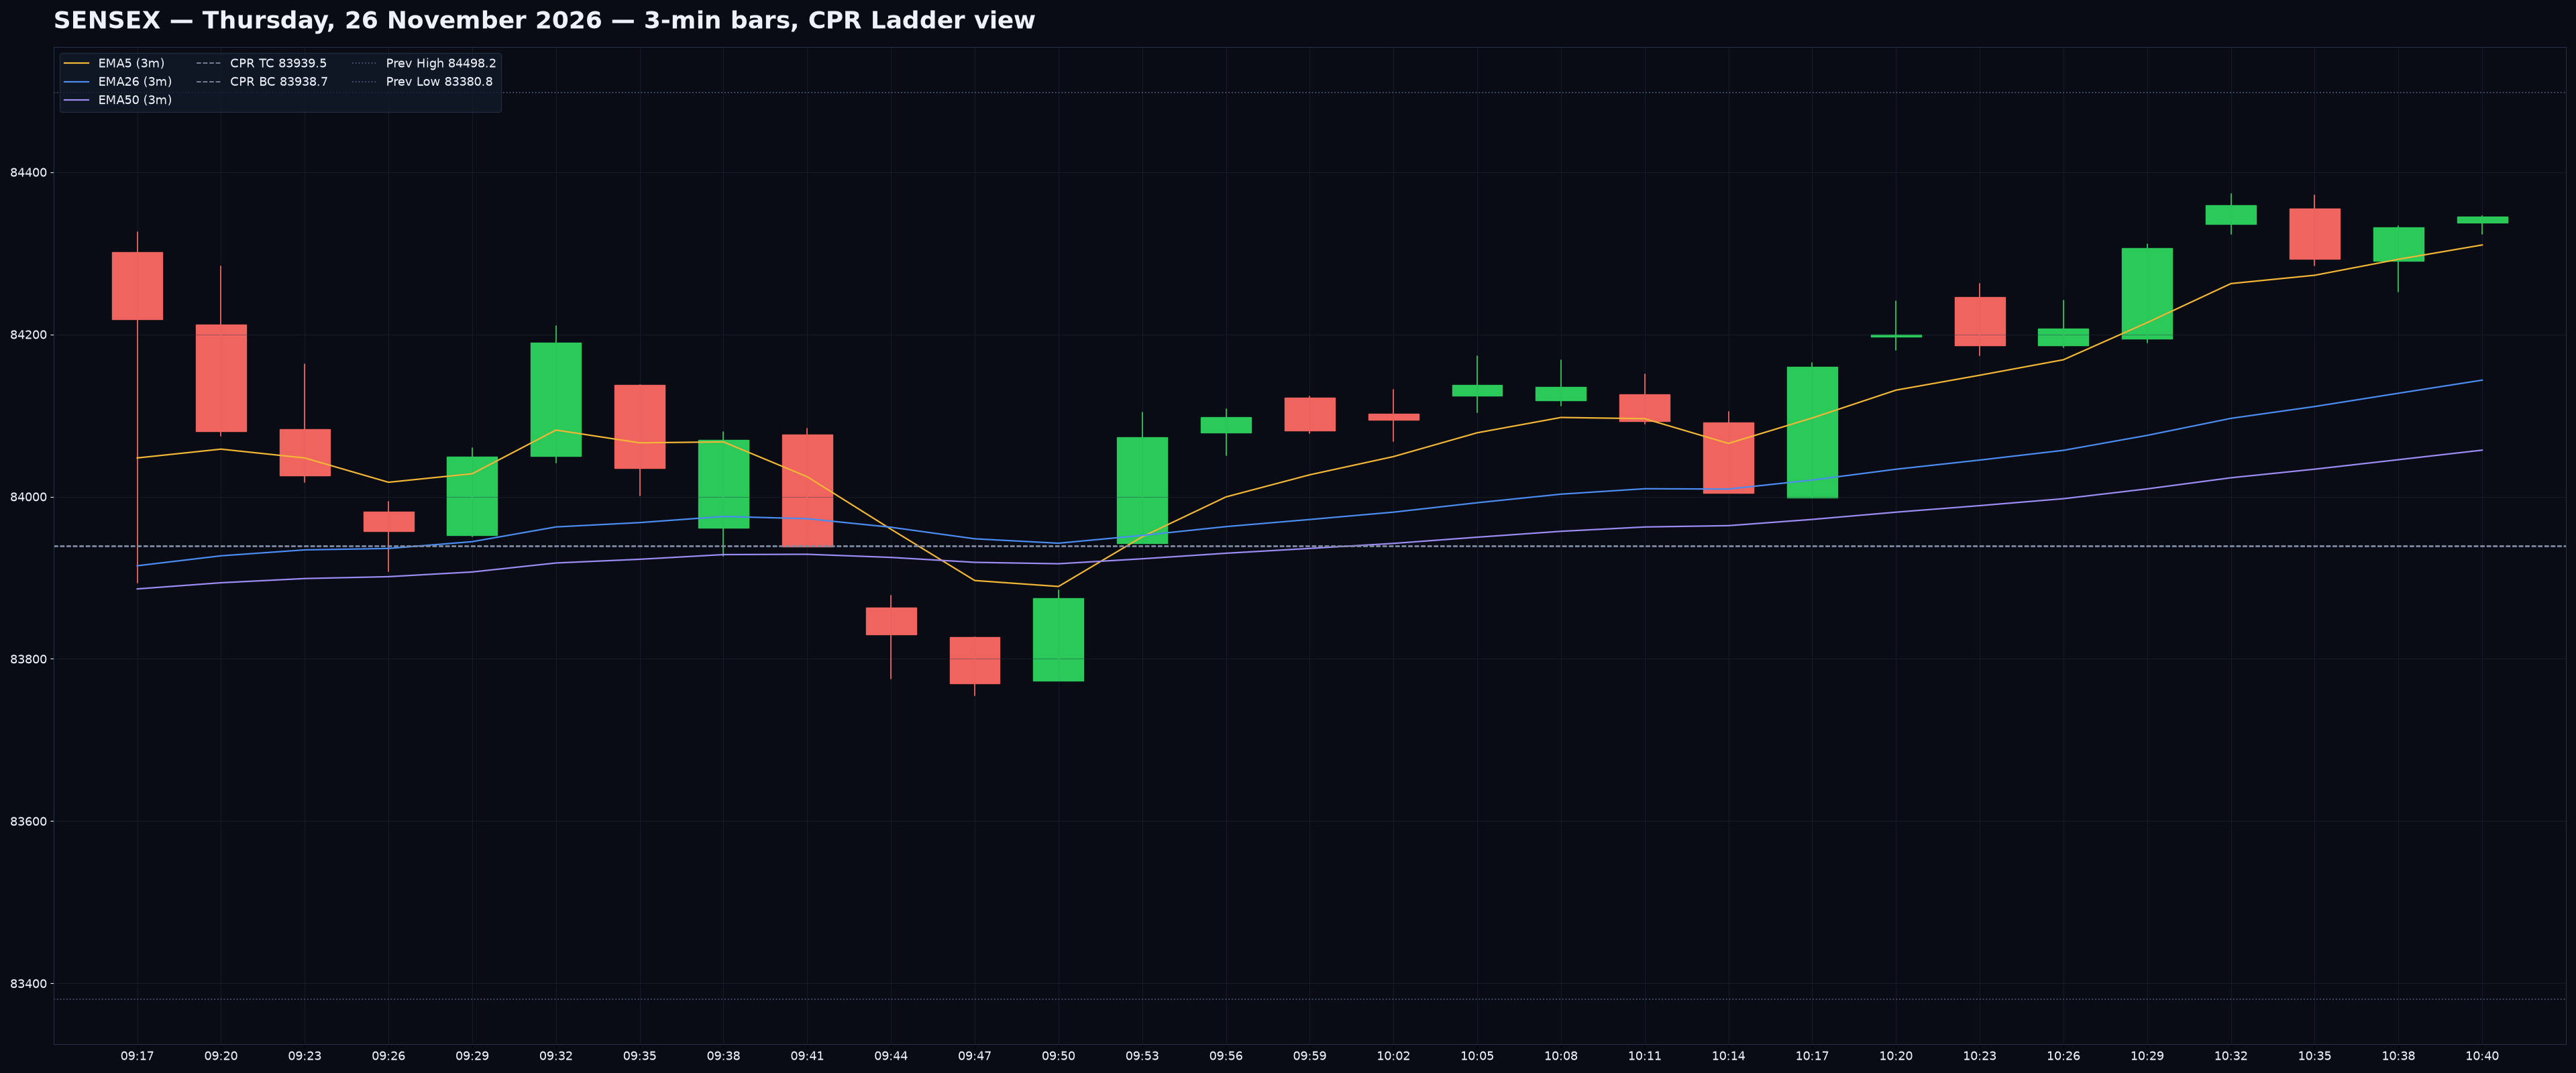 SENSEX — Thursday, 26 November 2026 — 3-min bars, CPR Ladder view
EMA5 (3m) CPR TC 83939.5 Prev High 84498.2
EMA26 (3m) CPR BC 83938.7 Prev Low 83380.8
EMA50 (3m)
84400
84200
84000
83800
83600
83400
09:17 09:20 09:23 09:26 09:29 09:32 09:35 09:38 09:41 09:44 09:47 09:50 09:53 09:56 09:59 10:02 10:05 10:08 10:11 10:14 10:17 10:20 10:23 10:26 10:29 10:32 10:35 10:38 10:40